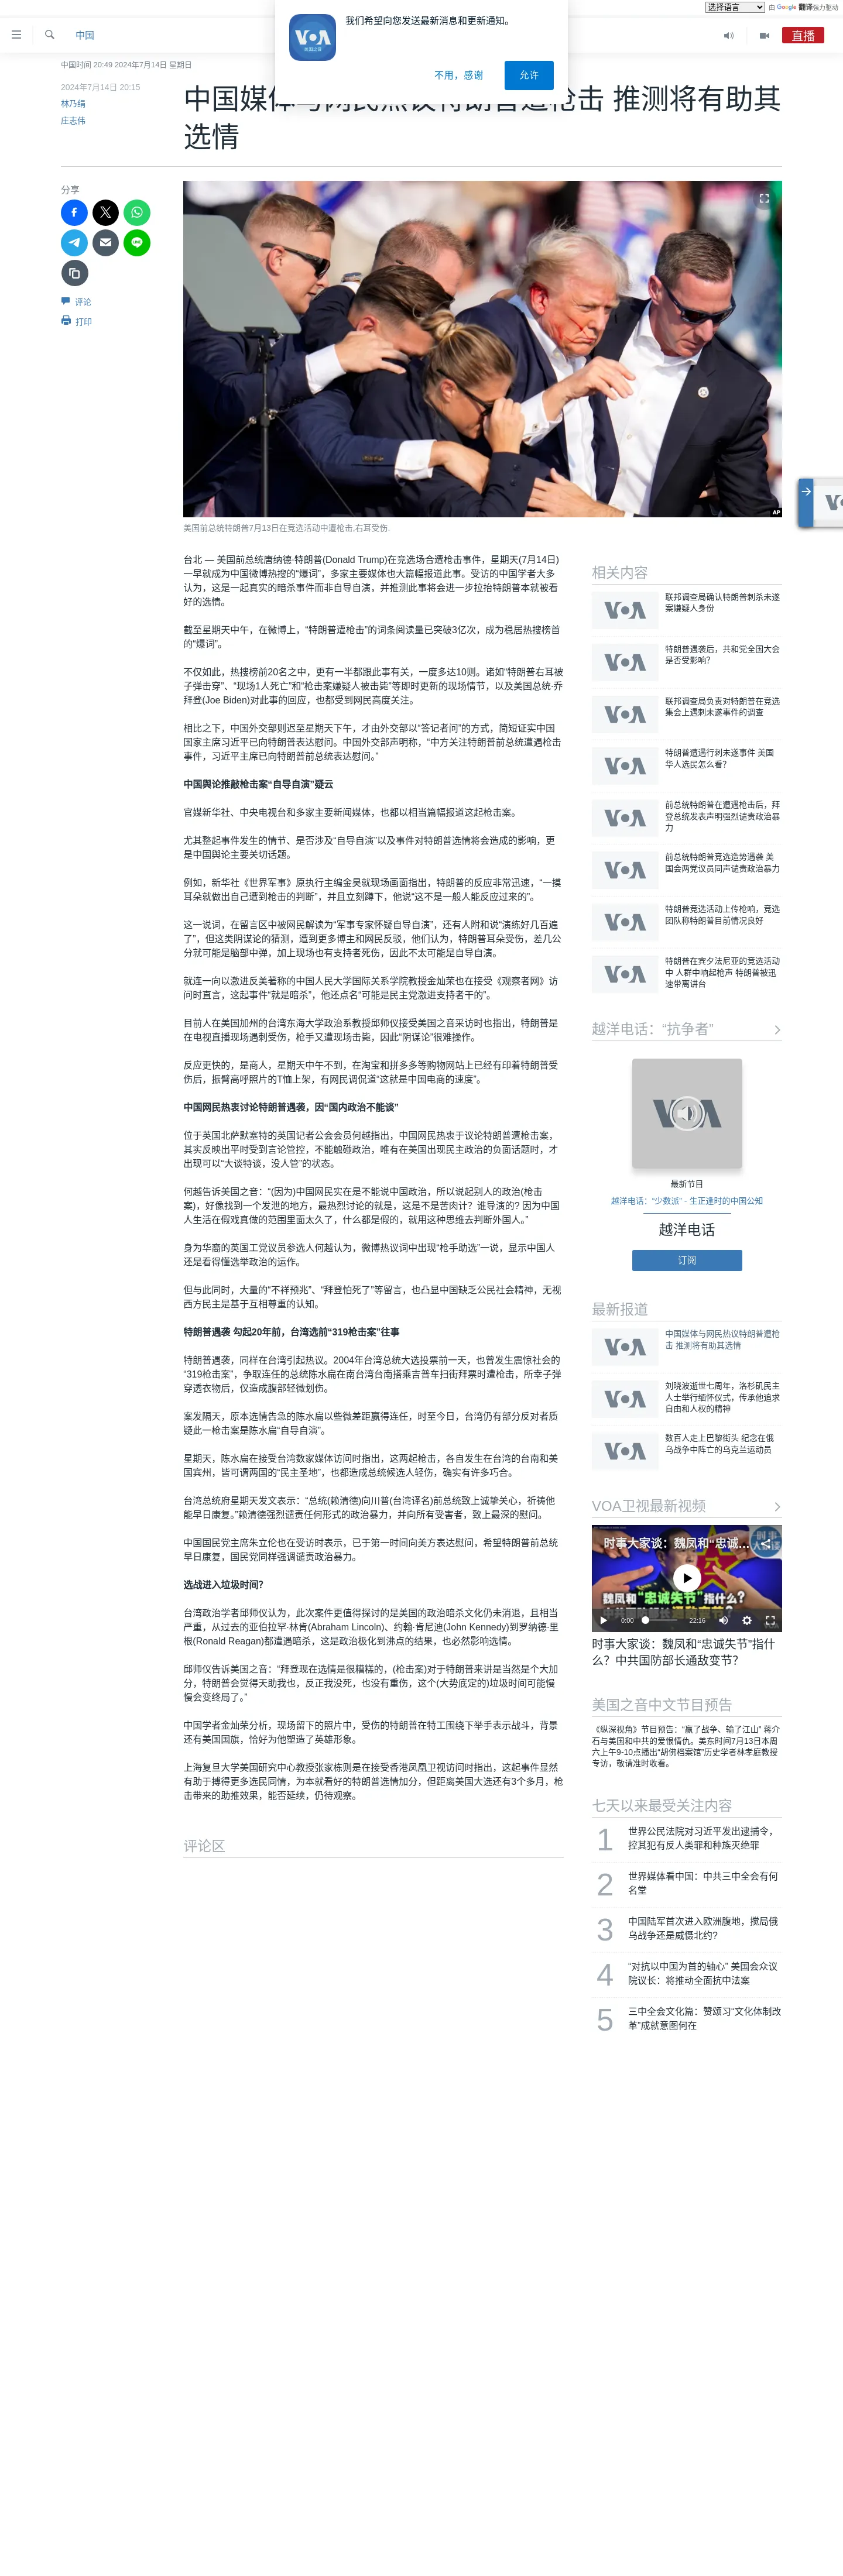 选择语言 由 Google 翻译强力驱动
我们希望向您发送最新消息和更新通知。
不用，感谢
允许
中国
直播
中国时间 20:49 2024年7月14日 星期日
2024年7月14日 20:15
林乃绢
庄志伟
中国媒体与网民热议特朗普遭枪击 推测将有助其
选情
分享
评论
打印
AP
美国前总统特朗普7月13日在竞选活动中遭枪击,右耳受伤.
台北 — 美国前总统唐纳德·特朗普(Donald Trump)在竞选场合遭枪击事件，星期天(7月14日)
一早就成为中国微博热搜的“爆词”，多家主要媒体也大篇幅报道此事。受访的中国学者大多
认为，这是一起真实的暗杀事件而非自导自演，并推测此事将会进一步拉抬特朗普本就被看
好的选情。
截至星期天中午，在微博上，“特朗普遭枪击”的词条阅读量已突破3亿次，成为稳居热搜榜首
的“爆词”。
不仅如此，热搜榜前20名之中，更有一半都跟此事有关，一度多达10则。诸如“特朗普右耳被
子弹击穿”、“现场1人死亡”和“枪击案嫌疑人被击毙”等即时更新的现场情节，以及美国总统·乔
拜登(Joe Biden)对此事的回应，也都受到网民高度关注。
相比之下，中国外交部则迟至星期天下午，才由外交部以“答记者问”的方式，简短证实中国
国家主席习近平已向特朗普表达慰问。中国外交部声明称，“中方关注特朗普前总统遭遇枪击
事件，习近平主席已向特朗普前总统表达慰问。”
中国舆论推敲枪击案“自导自演”疑云
官媒新华社、中央电视台和多家主要新闻媒体，也都以相当篇幅报道这起枪击案。
尤其整起事件发生的情节、是否涉及“自导自演”以及事件对特朗普选情将会造成的影响，更
是中国舆论主要关切话题。
例如，新华社《世界军事》原执行主编金昊就现场画面指出，特朗普的反应非常迅速，“一摸
耳朵就做出自己遭到枪击的判断”，并且立刻蹲下，他说“这不是一般人能反应过来的”。
这一说词，在留言区中被网民解读为“军事专家怀疑自导自演”，还有人附和说“演练好几百遍
了”，但这类阴谋论的猜测，遭到更多博主和网民反驳，他们认为，特朗普耳朵受伤，差几公
分就可能是脑部中弹，加上现场也有支持者死伤，因此不太可能是自导自演。
就连一向以激进反美著称的中国人民大学国际关系学院教授金灿荣也在接受《观察者网》访
问时直言，这起事件“就是暗杀”，他还点名“可能是民主党激进支持者干的”。
目前人在美国加州的台湾东海大学政治系教授邱师仪接受美国之音采访时也指出，特朗普是
在电视直播现场遇刺受伤，枪手又遭现场击毙，因此“阴谋论”很难操作。
反应更快的，是商人，星期天中午不到，在淘宝和拼多多等购物网站上已经有印着特朗普受
伤后，振臂高呼照片的T恤上架，有网民调侃道“这就是中国电商的速度”。
中国网民热衷讨论特朗普遇袭，因“国内政治不能谈”
位于英国北萨默塞特的英国记者公会会员何越指出，中国网民热衷于议论特朗普遭枪击案，
其实反映出平时受到言论管控，不能触碰政治，唯有在美国出现民主政治的负面话题时，才
出现可以“大谈特谈，没人管”的状态。
何越告诉美国之音：“(因为)中国网民实在是不能说中国政治，所以说起别人的政治(枪击
案)，好像找到一个发泄的地方，最热烈讨论的就是，这是不是苦肉计？谁导演的? 因为中国
人生活在假戏真做的范围里面太久了，什么都是假的，就用这种思维去判断外国人。”
身为华裔的英国工党议员参选人何越认为，微博热议词中出现“枪手助选”一说，显示中国人
还是看得懂选举政治的运作。
但与此同时，大量的“不祥预兆”、“拜登怕死了”等留言，也凸显中国缺乏公民社会精神，无视
西方民主是基于互相尊重的认知。
特朗普遇袭 勾起20年前，台湾选前“319枪击案”往事
特朗普遇袭，同样在台湾引起热议。2004年台湾总统大选投票前一天，也曾发生震惊社会的
“319枪击案”，争取连任的总统陈水扁在南台湾台南搭乘吉普车扫街拜票时遭枪击，所幸子弹
穿透衣物后，仅造成腹部轻微划伤。
案发隔天，原本选情告急的陈水扁以些微差距赢得连任，时至今日，台湾仍有部分反对者质
疑此一枪击案是陈水扁“自导自演”。
星期天，陈水扁在接受台湾数家媒体访问时指出，这两起枪击，各自发生在台湾的台南和美
国宾州，皆可谓两国的“民主圣地”，也都造成总统候选人轻伤，确实有许多巧合。
台湾总统府星期天发文表示：“总统(赖清德)向川普(台湾译名)前总统致上诚挚关心，祈祷他
能早日康复。”赖清德强烈谴责任何形式的政治暴力，并向所有受害者，致上最深的慰问。
中国国民党主席朱立伦也在受访时表示，已于第一时间向美方表达慰问，希望特朗普前总统
早日康复，国民党同样强调谴责政治暴力。
选战进入垃圾时间?
台湾政治学者邱师仪认为，此次案件更值得探讨的是美国的政治暗杀文化仍未消退，且相当
严重，从过去的亚伯拉罕·林肯(Abraham Lincoln)、约翰·肯尼迪(John Kennedy)到罗纳德·里
根(Ronald Reagan)都遭遇暗杀，这是政治极化到沸点的结果，也必然影响选情。
邱师仪告诉美国之音：“拜登现在选情是很糟糕的，(枪击案)对于特朗普来讲是当然是个大加
分，特朗普会觉得天助我也，反正我没死，也没有重伤，这个(大势底定的)垃圾时间可能慢
慢会变终局了。”
中国学者金灿荣分析，现场留下的照片中，受伤的特朗普在特工围绕下举手表示战斗，背景
还有美国国旗，恰好为他塑造了英雄形象。
上海复旦大学美国研究中心教授张家栋则是在接受香港凤凰卫视访问时指出，这起事件显然
有助于搏得更多选民同情，为本就看好的特朗普选情加分，但距离美国大选还有3个多月，枪
击带来的助推效果，能否延续，仍待观察。
评论区
相关内容
联邦调查局确认特朗普刺杀未遂
案嫌疑人身份
特朗普遇袭后，共和党全国大会
是否受影响?
联邦调查局负责对特朗普在竞选
集会上遇刺未遂事件的调查
特朗普遭遇行刺未遂事件 美国
华人选民怎么看?
前总统特朗普在遭遇枪击后，拜
登总统发表声明强烈谴责政治暴
力
前总统特朗普竞选造势遇袭 美
国会两党议员同声谴责政治暴力
特朗普竞选活动上传枪响，竞选
团队称特朗普目前情况良好
特朗普在宾夕法尼亚的竞选活动
中 人群中响起枪声 特朗普被迅
速带离讲台
越洋电话：“抗争者”
最新节目
越洋电话：“少数派” - 生正逢时的中国公知
越洋电话
订阅
最新报道
中国媒体与网民热议特朗普遭枪
击 推测将有助其选情
刘晓波逝世七周年，洛杉矶民主
人士举行缅怀仪式，传承他追求
自由和人权的精神
数百人走上巴黎街头 纪念在俄
乌战争中阵亡的乌克兰运动员
VOA卫视最新视频
时事大家谈：魏凤和“忠诚...
魏凤和“忠诚失节”指什么?
中共国防部长通敌变节?
0:00 22:16
时事大家谈：魏凤和“忠诚失节”指什
么？中共国防部长通敌变节?
美国之音中文节目预告
《纵深视角》节目预告：“赢了战争、输了江山” 蒋介
石与美国和中共的爱恨情仇。美东时间7月13日本周
六上午9-10点播出“胡佛档案馆”历史学者林孝庭教授
专访，敬请准时收看。
七天以来最受关注内容
1 世界公民法院对习近平发出逮捕令，
控其犯有反人类罪和种族灭绝罪
2 世界媒体看中国：中共三中全会有何
名堂
3 中国陆军首次进入欧洲腹地，搅局俄
乌战争还是威慑北约?
4 “对抗以中国为首的轴心” 美国会众议
院议长：将推动全面抗中法案
5 三中全会文化篇：赞颂习“文化体制改
革”成就意图何在